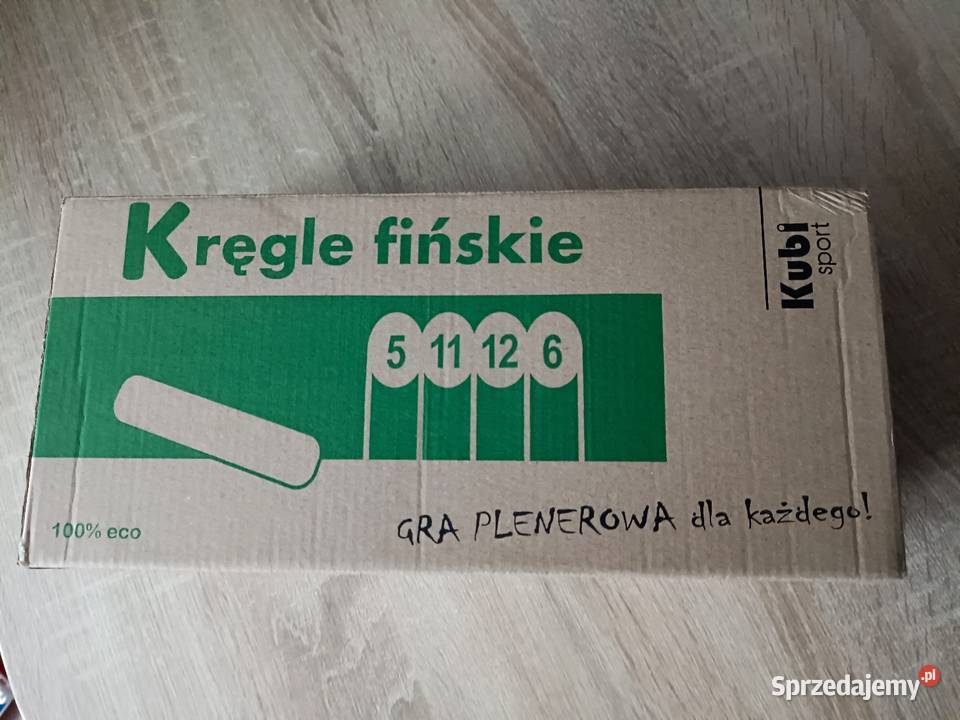 Kręgle fińskie
Kubi
sport
5 11 12 6
100% eco
GRA PLENEROWA dla każdego!
Sprzedajemy.pl